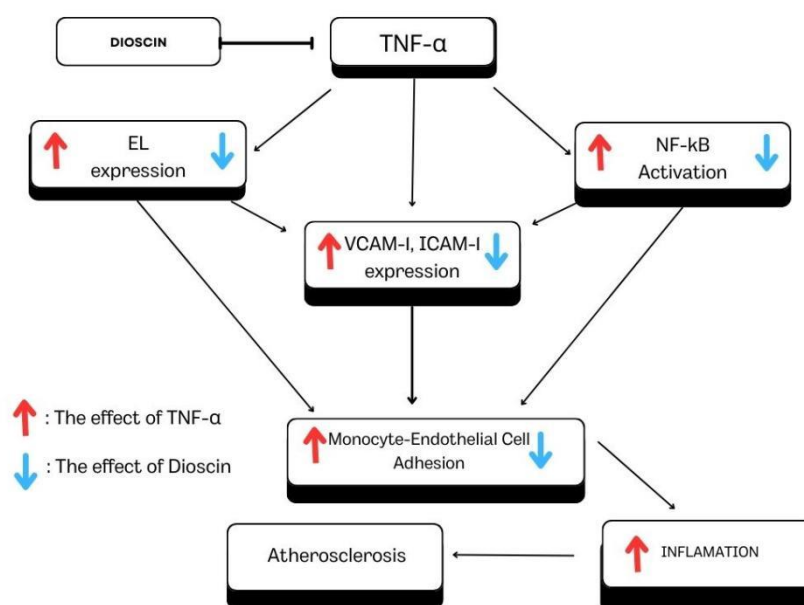 DIOSCIN
TNF-α
EL
expression
NF-kB
Activation
VCAM-I, ICAM-I
expression
: The effect of TNF-α
: The effect of Dioscin
Monocyte-Endothelial Cell
Adhesion
Atherosclerosis
INFLAMATION